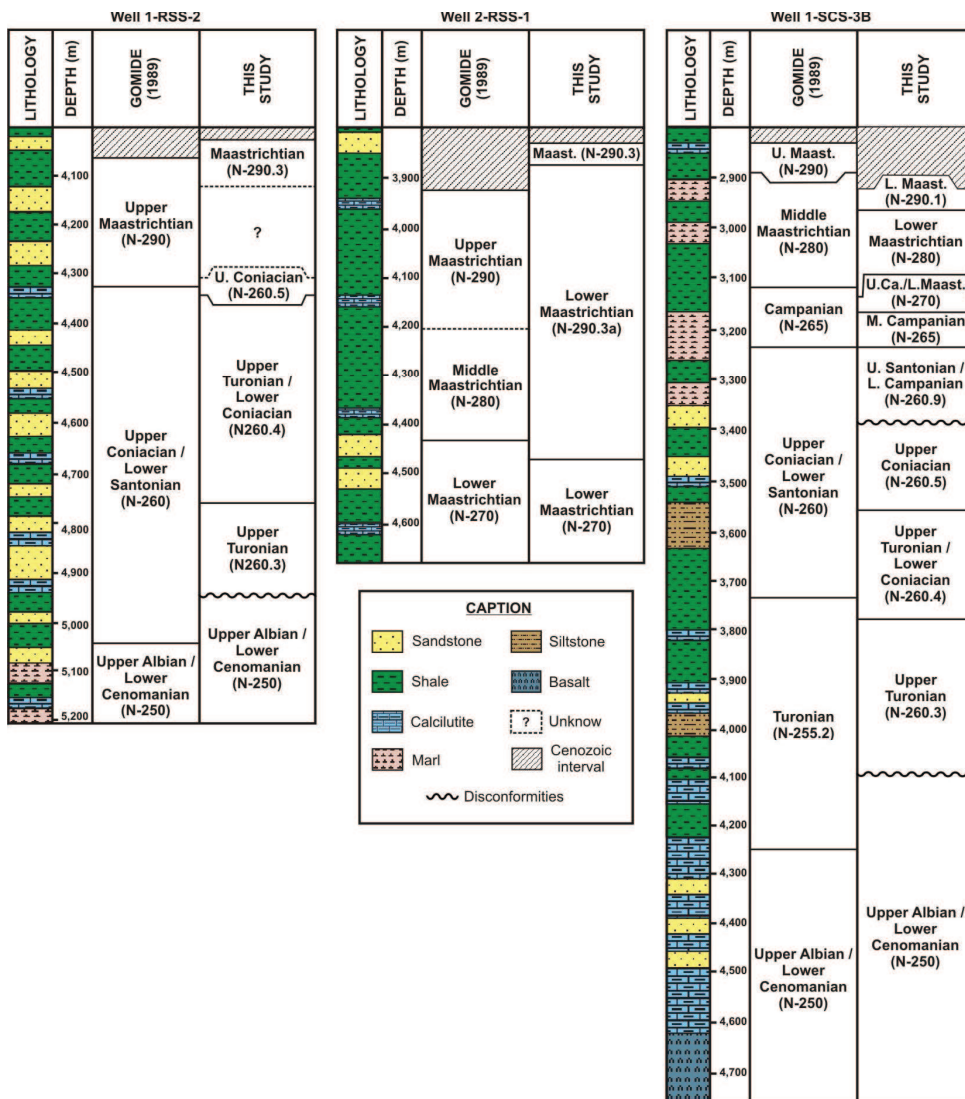 Well 1-RSS-2
LITHOLOGY
DEPTH (m)
GOMIDE
(1989)
THIS
STUDY
4,100
4,200
4,300
4,400
4,500
4,600
4,700
4,800
4,900
5,000
5,100
5,200
Upper
Maastrichtian
(N-290)
Upper
Coniacian /
Lower
Santonian
(N-260)
Upper Albian /
Lower
Cenomanian
(N-250)
Maastrichtian
(N-290.3)
?
U. Coniacian
(N-260.5)
Upper
Turonian /
Lower
Coniacian
(N260.4)
Upper
Turonian
(N260.3)
Upper Albian /
Lower
Cenomanian
(N-250)
Well 2-RSS-1
LITHOLOGY
DEPTH (m)
GOMIDE
(1989)
THIS
STUDY
3,900
4,000
4,100
4,200
4,300
4,400
4,500
4,600
Upper
Maastrichtian
(N-290)
Middle
Maastrichtian
(N-280)
Lower
Maastrichtian
(N-270)
Maast. (N-290.3)
Lower
Maastrichtian
(N-290.3a)
Lower
Maastrichtian
(N-270)
CAPTION
Sandstone
Siltstone
Shale
Basalt
Calcilutite
? Unknow
Marl
Cenozoic
interval
Disconformities
Well 1-SCS-3B
LITHOLOGY
DEPTH (m)
GOMIDE
(1989)
THIS
STUDY
2,900
3,000
3,100
3,200
3,300
3,400
3,500
3,600
3,700
3,800
3,900
4,000
4,100
4,200
4,300
4,400
4,500
4,600
4,700
U. Maast.
(N-290)
Middle
Maastrichtian
(N-280)
Campanian
(N-265)
Upper
Coniacian /
Lower
Santonian
(N-260)
Turonian
(N-255.2)
Upper Albian /
Lower
Cenomanian
(N-250)
L. Maast.
(N-290.1)
Lower
Maastrichtian
(N-280)
U.Ca./L.Maast.
(N-270)
M. Campanian
(N-265)
U. Santonian /
L. Campanian
(N-260.9)
Upper
Coniacian
(N-260.5)
Upper
Turonian /
Lower
Coniacian
(N-260.4)
Upper
Turonian
(N-260.3)
Upper Albian /
Lower
Cenomanian
(N-250)